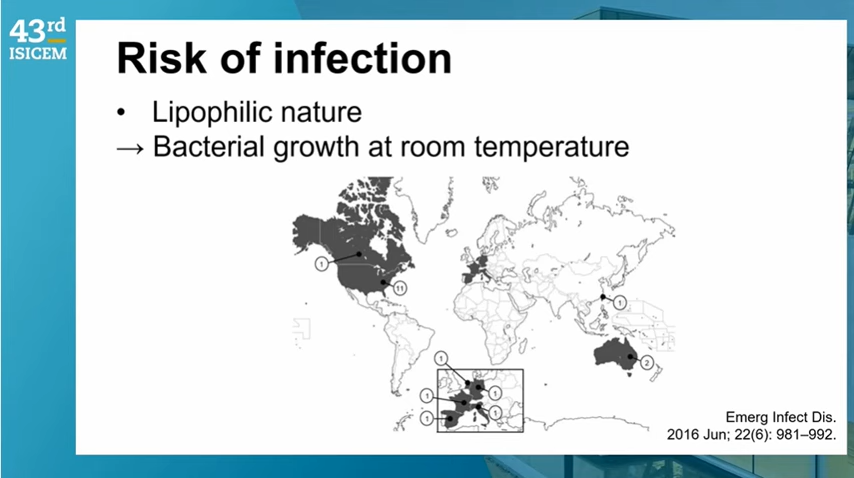 43rd
ISICEM
Risk of infection
• Lipophilic nature
→ Bacterial growth at room temperature
1
11
1
2
1
1
1
1
1
Emerg Infect Dis.
2016 Jun; 22(6): 981–992.